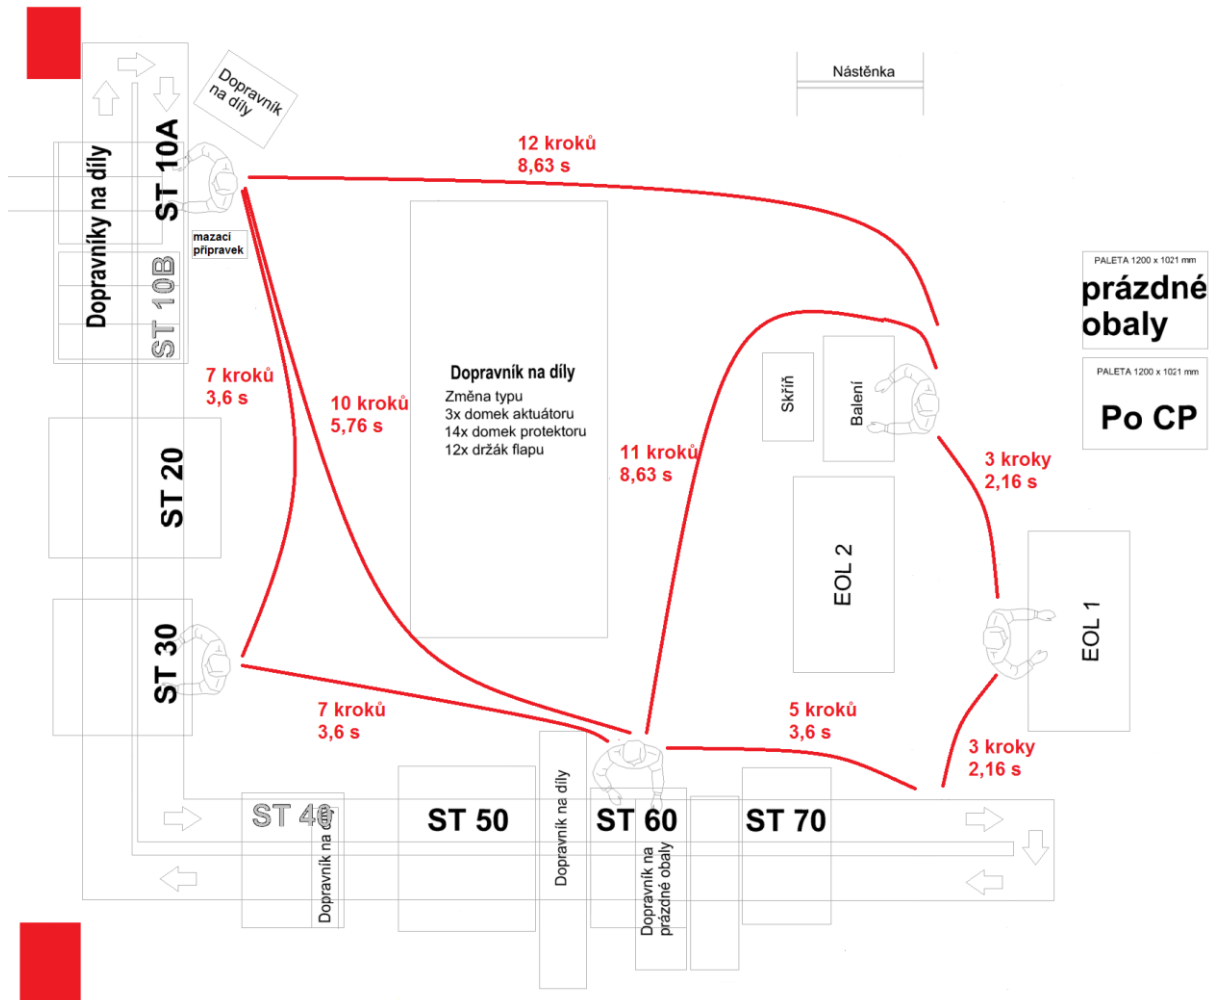 Nástěnka
Dopravník
na díly
12 kroků
8,63 s
ST 10A
Dopravníky na díly
mazací
přípravek
ST 10B
PALETA 1200 x 1021 mm
prázdné
obaly
PALETA 1200 x 1021 mm
Po CP
7 kroků
3,6 s
10 kroků
5,76 s
Dopravník na díly
Změna typu
3x domek aktuátoru
14x domek protektoru
12x držák flapu
Skříň
Balení
11 kroků
8,63 s
3 kroky
2,16 s
ST 20
EOL 2
EOL 1
ST 30
7 kroků
3,6 s
5 kroků
3,6 s
3 kroky
2,16 s
ST 40
Dopravník na díly
ST 50
Dopravník na díly
ST 60
Dopravník na
prázdné obaly
ST 70